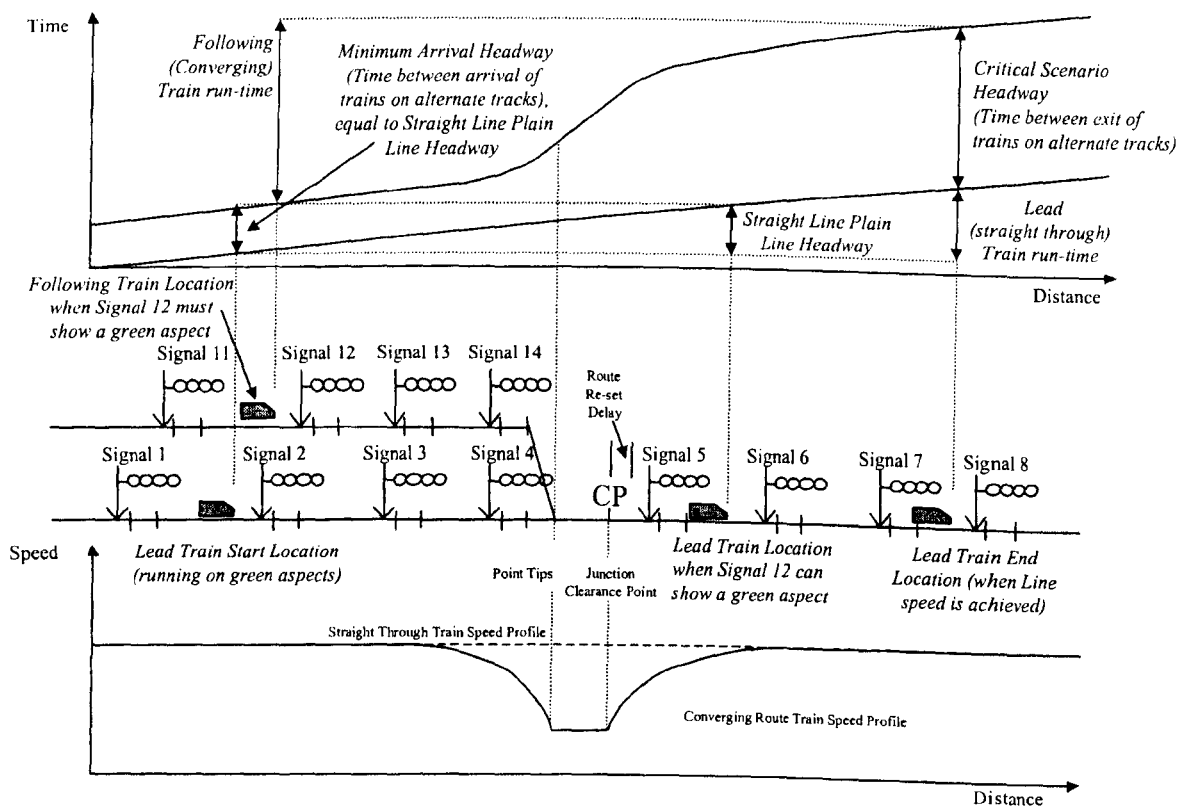 Time
Following
(Converging)
Train run-time
Minimum Arrival Headway
(Time between arrival of
trains on alternate tracks),
equal to Straight Line Plain
Line Headway
Critical Scenario
Headway
(Time between exit of
trains on alternate tracks)
Straight Line Plain
Line Headway
Lead
(straight through)
Train run-time
Distance
Following Train Location
when Signal 12 must
show a green aspect
Signal 11
Signal 12
Signal 13
Signal 14
Route
Re-set
Delay
Signal 1
Signal 2
Signal 3
Signal 4
CP
Signal 5
Signal 6
Signal 7
Signal 8
Speed
Lead Train Start Location
(running on green aspects)
Point Tips
Junction
Clearance Point
Lead Train Location
when Signal 12 can
show a green aspect
Lead Train End
Location (when Line
speed is achieved)
Straight Through Train Speed Profile
Converging Route Train Speed Profile
Distance